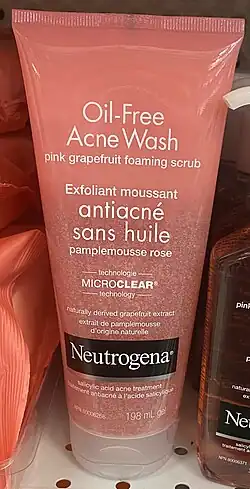 Oil-Free
Acne Wash
pink grapefruit foaming scrub
Exfoliant moussant
antiacné
sans huile
pamplemousse rose
technologie
MICROCLEAR®
technology
naturally derived grapefruit extract
extrait de pamplemousse
d'origine naturelle
Neutrogena®
salicylic acid acne treatment
traitement antiacné à l'acide salicylique
198 mL
pink
Ne